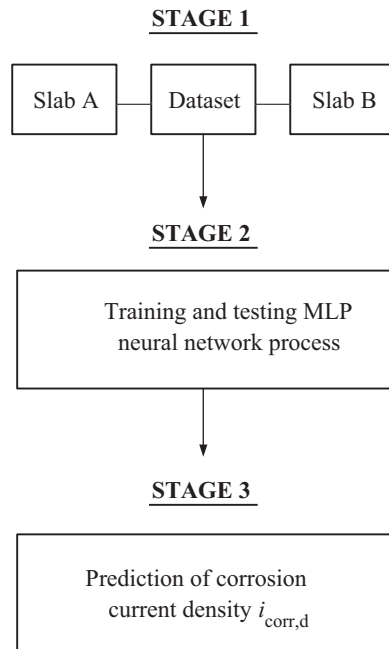 STAGE 1
Slab A Dataset Slab B
STAGE 2
Training and testing MLP
neural network process
STAGE 3
Prediction of corrosion
current density i_corr,d